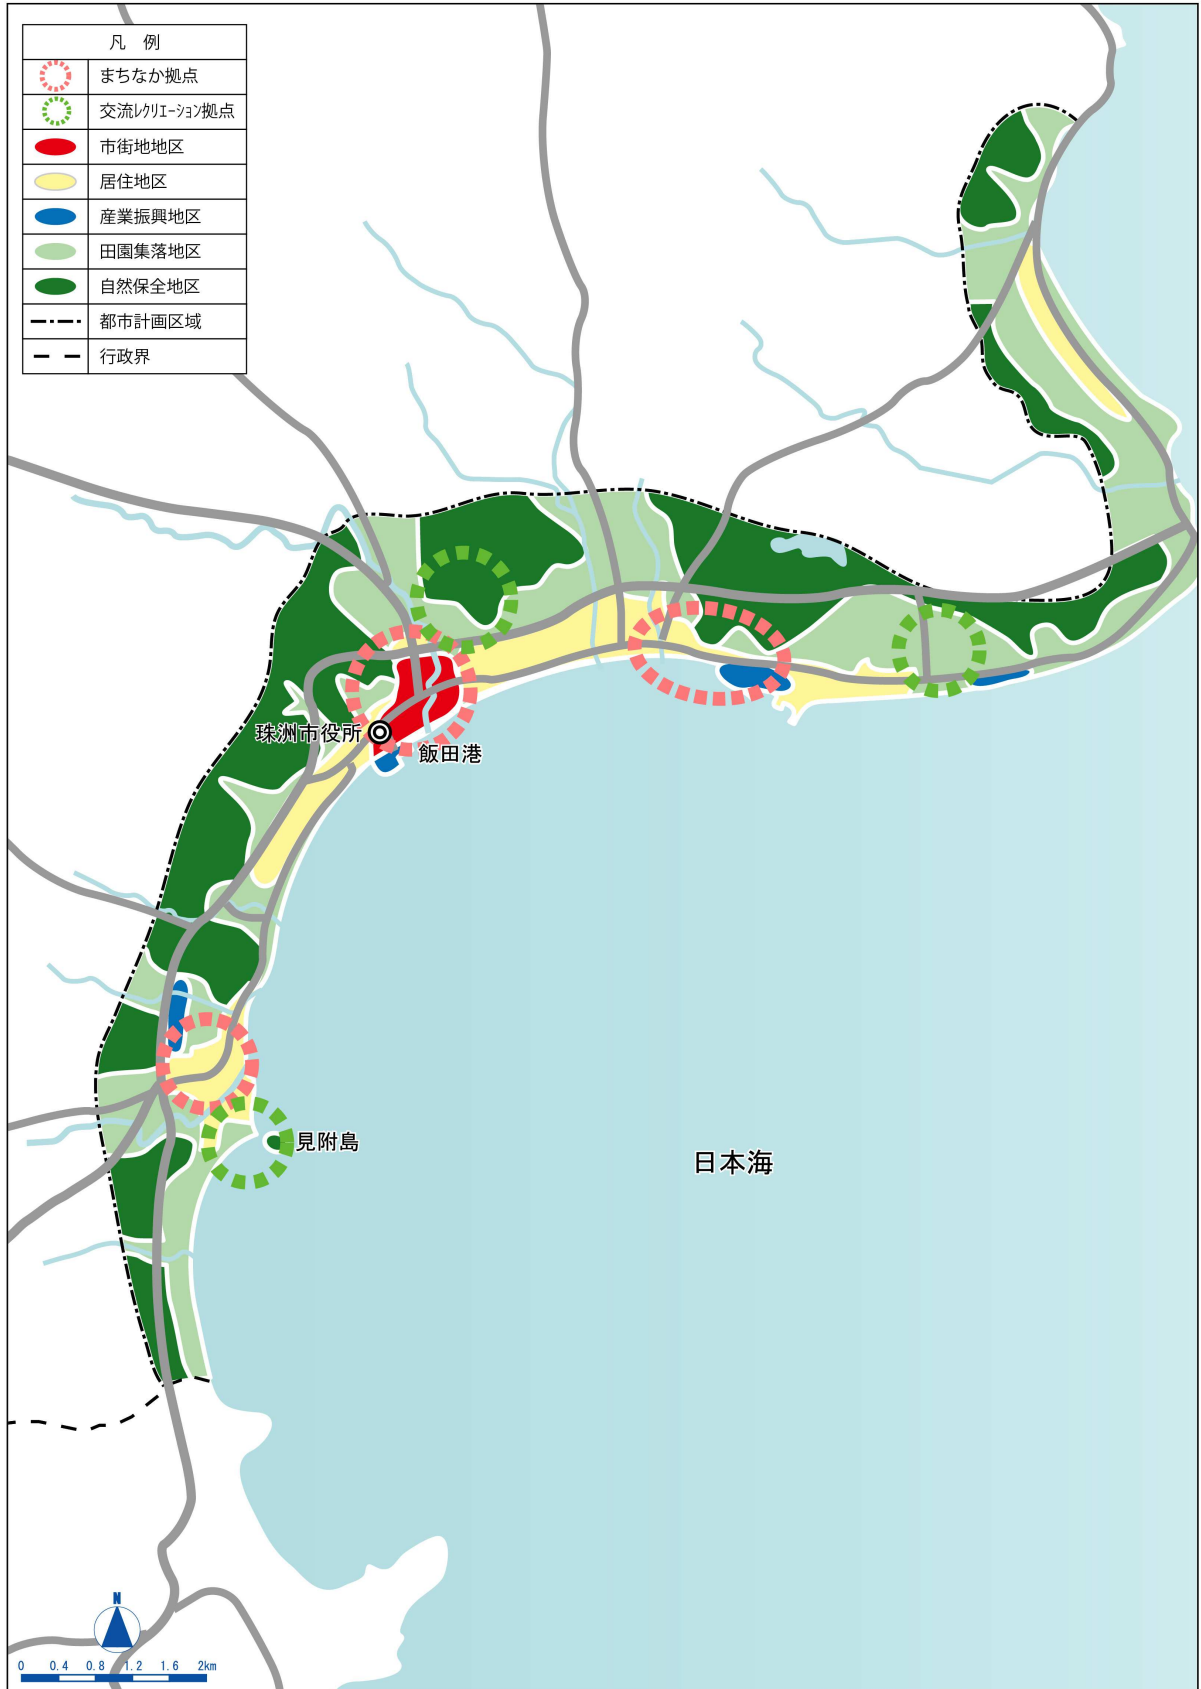 凡 例
まちなか拠点
交流レクリエーション拠点
市街地地区
居住地区
産業振興地区
田園集落地区
自然保全地区
都市計画区域
行政界
珠洲市役所
飯田港
見附島
日本海
N
0 0.4 0.8 1.2 1.6 2km